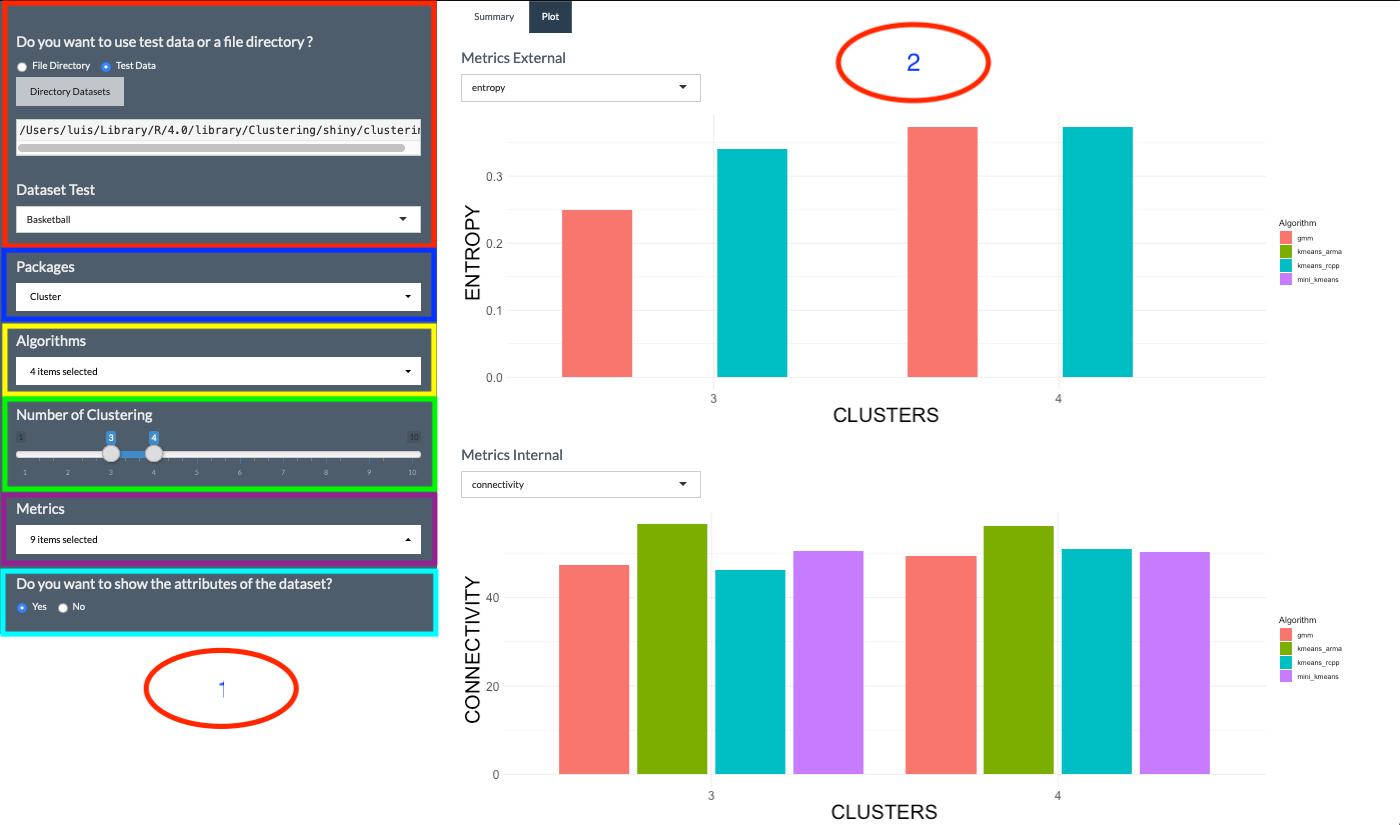 Do you want to use test data or a file directory ?
File Directory Test Data
Directory Datasets
/Users/luis/Library/R/4.0/library/Clustering/shiny/clusterin
Dataset Test
Basketball
Packages
Cluster
Algorithms
4 items selected
Number of Clustering
1 3 4 10
1 2 3 4 5 6 7 8 9 10
Metrics
9 items selected
Do you want to show the attributes of the dataset?
Yes No
1
Summary Plot
2
Metrics External
entropy
ENTROPY
0.3
0.2
0.1
0.0
3 4
CLUSTERS
Algorithm
gmm
kmeans_arma
kmeans_rcpp
mini_kmeans
Metrics Internal
connectivity
CONNECTIVITY
40
20
0
3 4
CLUSTERS
Algorithm
gmm
kmeans_arma
kmeans_rcpp
mini_kmeans